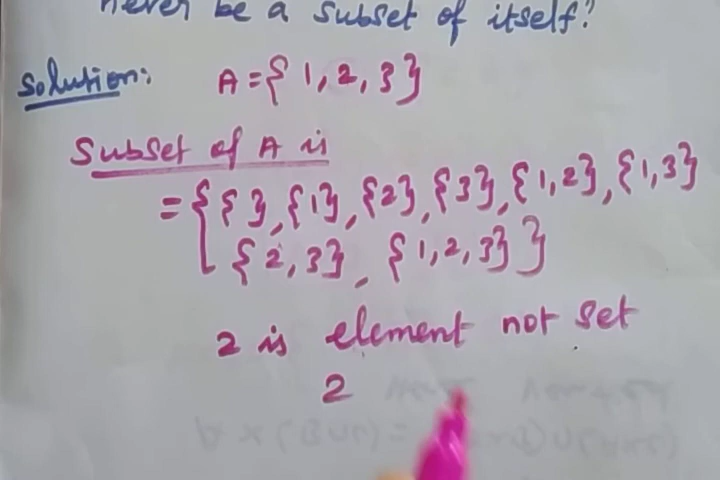 never be a subset of itself?
Solution: A = { 1, 2, 3 }
Subset of A is
= { { }, {1}, {2}, {3}, {1,2}, {1,3}
{ 2, 3 }, { 1, 2, 3 } }
2 is element not set
2